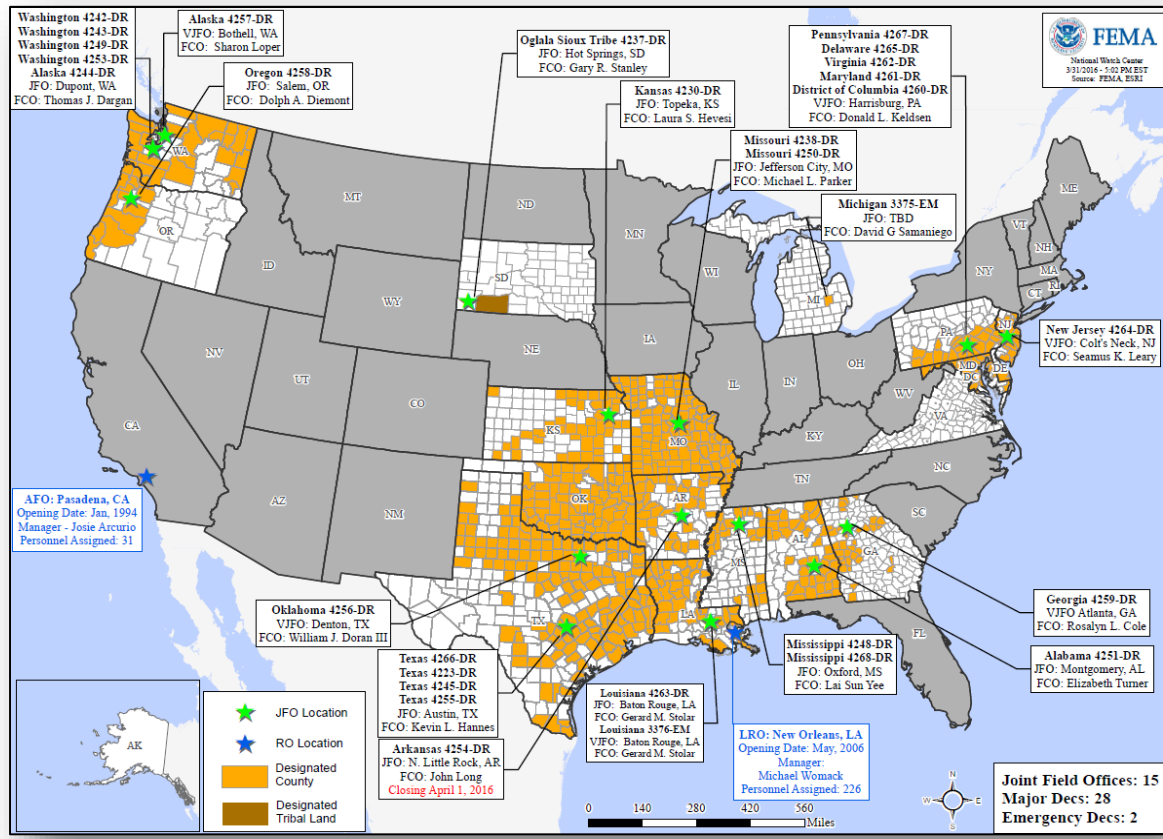 Washington 4242-DR
Washington 4243-DR
Washington 4249-DR
Washington 4253-DR
Alaska 4244-DR
JFO: Dupont, WA
FCO: Thomas J. Dargan
Alaska 4257-DR
VJFO: Bothell, WA
FCO: Sharon Loper
Oregon 4258-DR
JFO: Salem, OR
FCO: Dolph A. Diemont
Oglala Sioux Tribe 4237-DR
JFO: Hot Springs, SD
FCO: Gary R. Stanley
Kansas 4230-DR
JFO: Topeka, KS
FCO: Laura S. Hevesi
Missouri 4238-DR
Missouri 4250-DR
JFO: Jefferson City, MO
FCO: Michael L. Parker
Pennsylvania 4267-DR
Delaware 4265-DR
Virginia 4262-DR
Maryland 4261-DR
District of Columbia 4260-DR
VJFO: Harrisburg, PA
FCO: Donald L. Keldsen
Michigan 3375-EM
JFO: TBD
FCO: David G Samaniego
FEMA
National Watch Center
3/31/2016 - 5:02 PM EST
Source: FEMA, ESRI
New Jersey 4264-DR
VJFO: Colt's Neck, NJ
FCO: Seamus K. Leary
WA
OR
MT
ID
WY
ND
SD
NE
MN
WI
IA
MI
NV
UT
CO
CA
AZ
NM
KS
OK
TX
MO
AR
LA
IL
IN
OH
KY
TN
MS
AL
GA
FL
SC
NC
VA
WV
PA
NJ
MD
DE
DC
NY
VT
NH
ME
MA
CT
RI
AK
AFO: Pasadena, CA
Opening Date: Jan, 1994
Manager - Josie Arcurio
Personnel Assigned: 31
Oklahoma 4256-DR
VJFO: Denton, TX
FCO: William J. Doran III
Texas 4266-DR
Texas 4223-DR
Texas 4245-DR
Texas 4255-DR
JFO: Austin, TX
FCO: Kevin L. Hannes
Arkansas 4254-DR
JFO: N. Little Rock, AR
FCO: John Long
Closing April 1, 2016
Louisiana 4263-DR
JFO: Baton Rouge, LA
FCO: Gerard M. Stolar
Louisiana 3376-EM
VJFO: Baton Rouge, LA
FCO: Gerard M. Stolar
LRO: New Orleans, LA
Opening Date: May, 2006
Manager:
Michael Womack
Personnel Assigned: 226
Mississippi 4248-DR
Mississippi 4268-DR
JFO: Oxford, MS
FCO: Lai Sun Yee
Georgia 4259-DR
VJFO Atlanta, GA
FCO: Rosalyn L. Cole
Alabama 4251-DR
JFO: Montgomery, AL
FCO: Elizabeth Turner
JFO Location
RO Location
Designated
County
Designated
Tribal Land
0 140 280 420 560
Miles
N
W
E
S
Joint Field Offices: 15
Major Decs: 28
Emergency Decs: 2